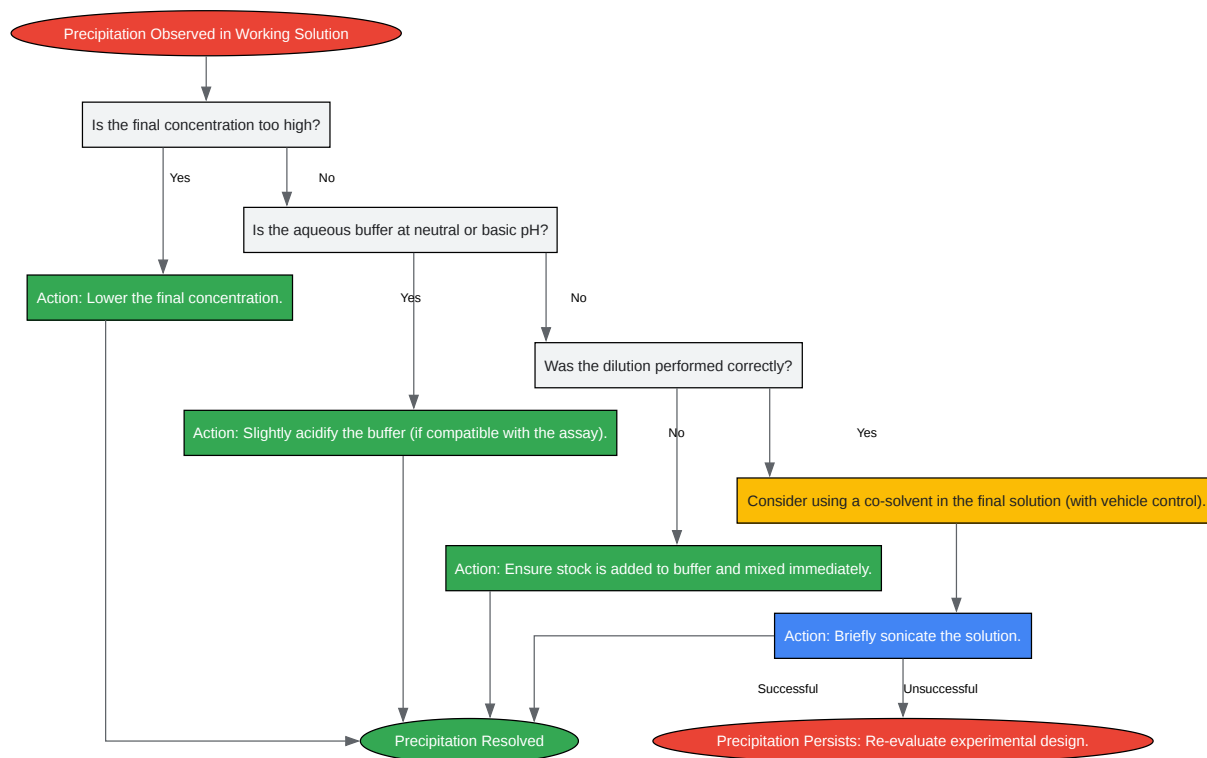 Precipitation Observed in Working Solution
Is the final concentration too high?
Yes
No
Is the aqueous buffer at neutral or basic pH?
Action: Lower the final concentration.
Yes
No
Was the dilution performed correctly?
Action: Slightly acidify the buffer (if compatible with the assay).
No
Yes
Consider using a co-solvent in the final solution (with vehicle control).
Action: Ensure stock is added to buffer and mixed immediately.
Action: Briefly sonicate the solution.
Successful
Unsuccessful
Precipitation Resolved
Precipitation Persists: Re-evaluate experimental design.